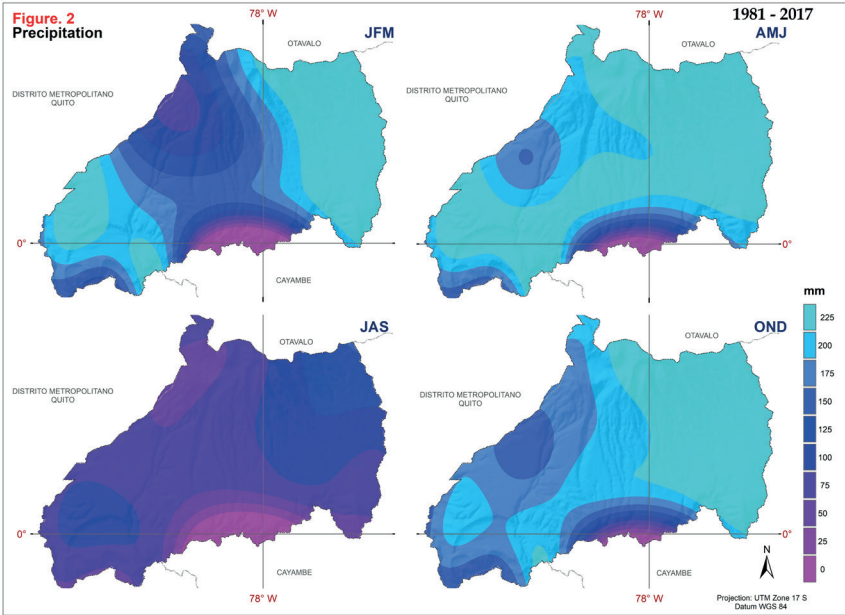 Figure. 2
Precipitation
JFM
78° W
OTAVALO
DISTRITO METROPOLITANO
QUITO
0°
CAYAMBE
78° W
1981 - 2017
AMJ
OTAVALO
DISTRITO METROPOLITANO
QUITO
0°
CAYAMBE
JAS
OTAVALO
DISTRITO METROPOLITANO
QUITO
0°
CAYAMBE
78° W
OND
OTAVALO
DISTRITO METROPOLITANO
QUITO
0°
CAYAMBE
78° W
mm
225
200
175
150
125
100
75
50
25
0
N
Projection: UTM Zone 17 S
Datum WGS 84